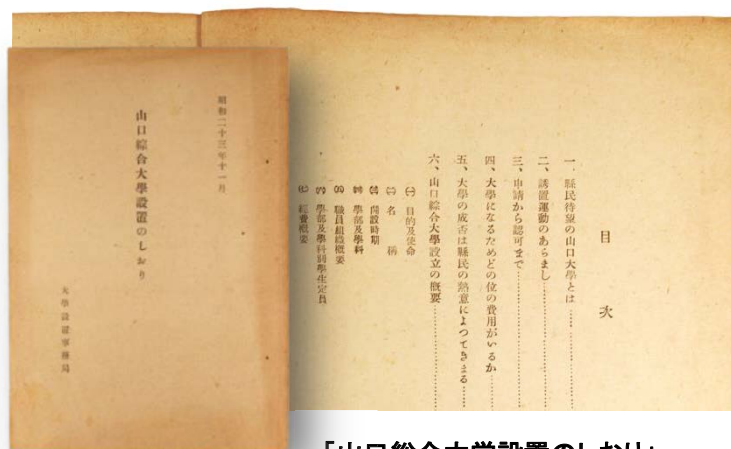 昭和二十三年十一月
山口綜合大學設置のしおり
大學設置事務局
目次
一、縣民待望の山口大學とは
二、誘置運動のあらまし
三、申請から認可まで
四、大學になるためどの位の費用がいるか
五、大學の成否は縣民の熱意によつてきまる
六、山口綜合大學設立の概要
㈠ 目的及使命
㈡ 名稱
㈢ 開設時期
㈣ 學部及學科
㈤ 職員組織概要
㈥ 學部及學科別學生定員
㈦ 經費概要
「山口総合大学設置のしおり」